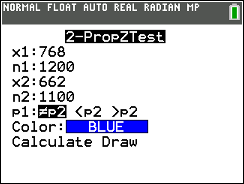 NORMAL FLOAT AUTO REAL RADIAN MP
2-PropZTest
x1:768
n1:1200
x2:662
n2:1100
p1:≠p2 <p2 >p2
Color: BLUE
Calculate Draw